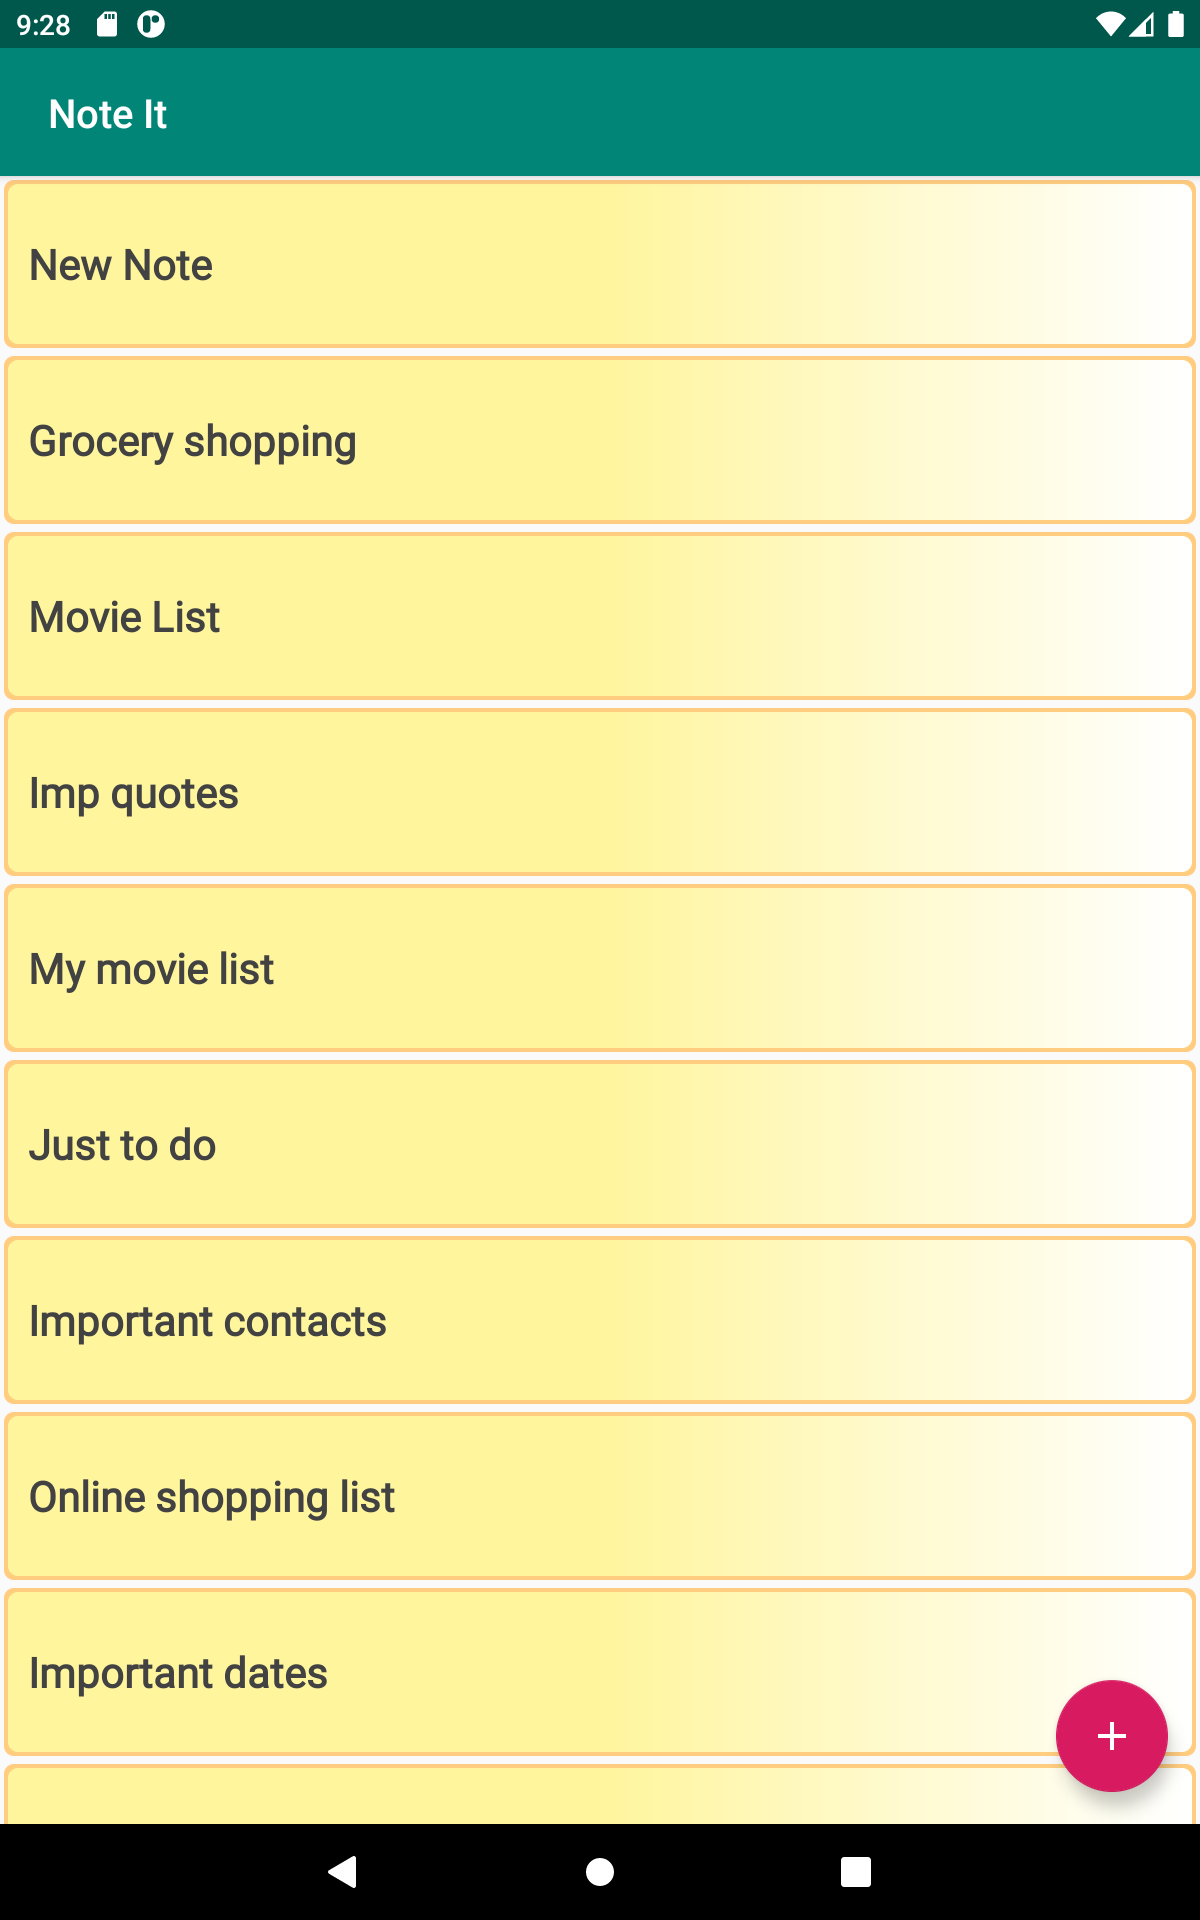 9:28
Note It
New Note
Grocery shopping
Movie List
Imp quotes
My movie list
Just to do
Important contacts
Online shopping list
Important dates